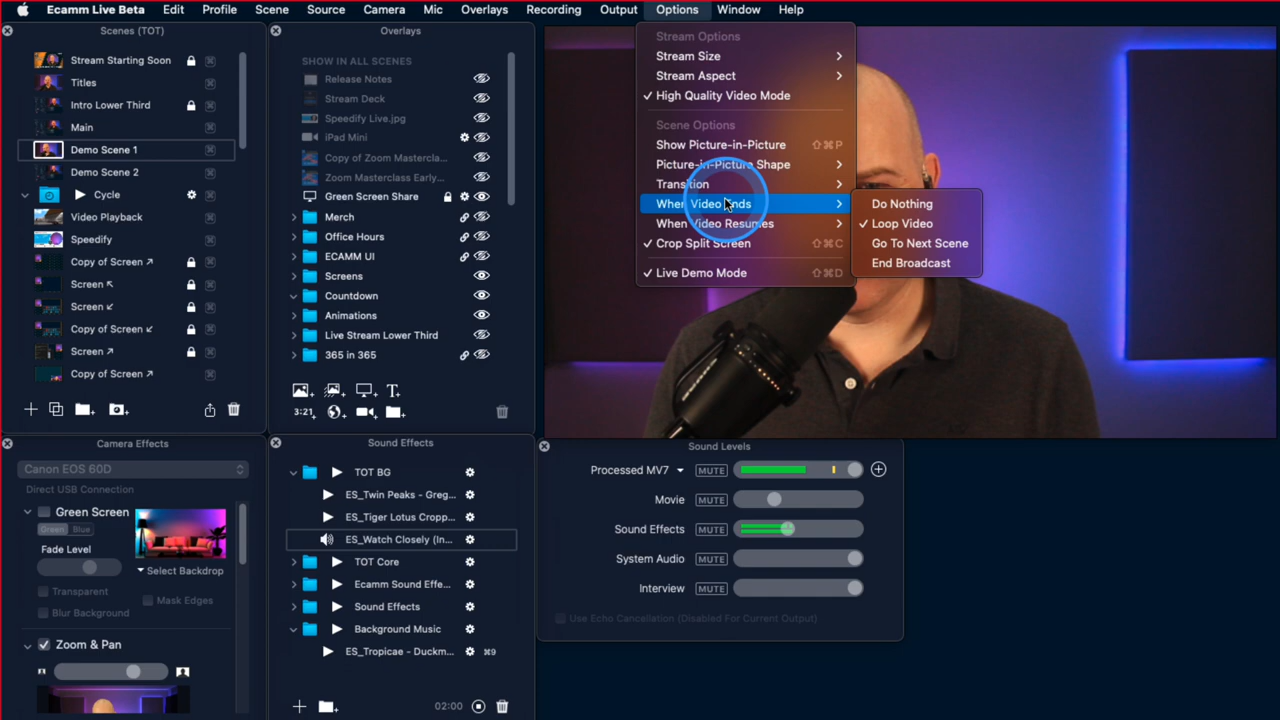 Ecamm Live Beta Edit Profile Scene Source Camera Mic Overlays Recording Output Options Window Help
Scenes (TOT)
Stream Starting Soon
Titles
Intro Lower Third
Main
Demo Scene 1
Demo Scene 2
Cycle
Video Playback
Speedify
Copy of Screen ↗
Screen ↖
Screen ↙
Copy of Screen ↙
Screen ↗
Copy of Screen ↗
Overlays
SHOW IN ALL SCENES
Release Notes
Stream Deck
Speedify Live.jpg
iPad Mini
Copy of Zoom Mastercla...
Zoom Masterclass Early...
Green Screen Share
Merch
Office Hours
ECAMM UI
Screens
Countdown
Animations
Live Stream Lower Third
365 in 365
3:21
Stream Options
Stream Size
Stream Aspect
✓ High Quality Video Mode
Scene Options
Show Picture-in-Picture ⇧⌘P
Picture-in-Picture Shape
Transition
When Video Ends
When Video Resumes
✓ Crop Split Screen ⇧⌘C
✓ Live Demo Mode ⇧⌘D
Do Nothing
✓ Loop Video
Go To Next Scene
End Broadcast
Camera Effects
Canon EOS 60D
Direct USB Connection
Green Screen
Green Blue
Fade Level
Select Backdrop
Transparent
Mask Edges
Blur Background
Zoom & Pan
Sound Effects
TOT BG
ES_Twin Peaks - Greg...
ES_Tiger Lotus Cropp...
ES_Watch Closely (In...
TOT Core
Ecamm Sound Effe...
Sound Effects
Background Music
ES_Tropicae - Duckm... ⌘9
02:00
Sound Levels
Processed MV7 MUTE
Movie MUTE
Sound Effects MUTE
System Audio MUTE
Interview MUTE
Use Echo Cancellation (Disabled For Current Output)